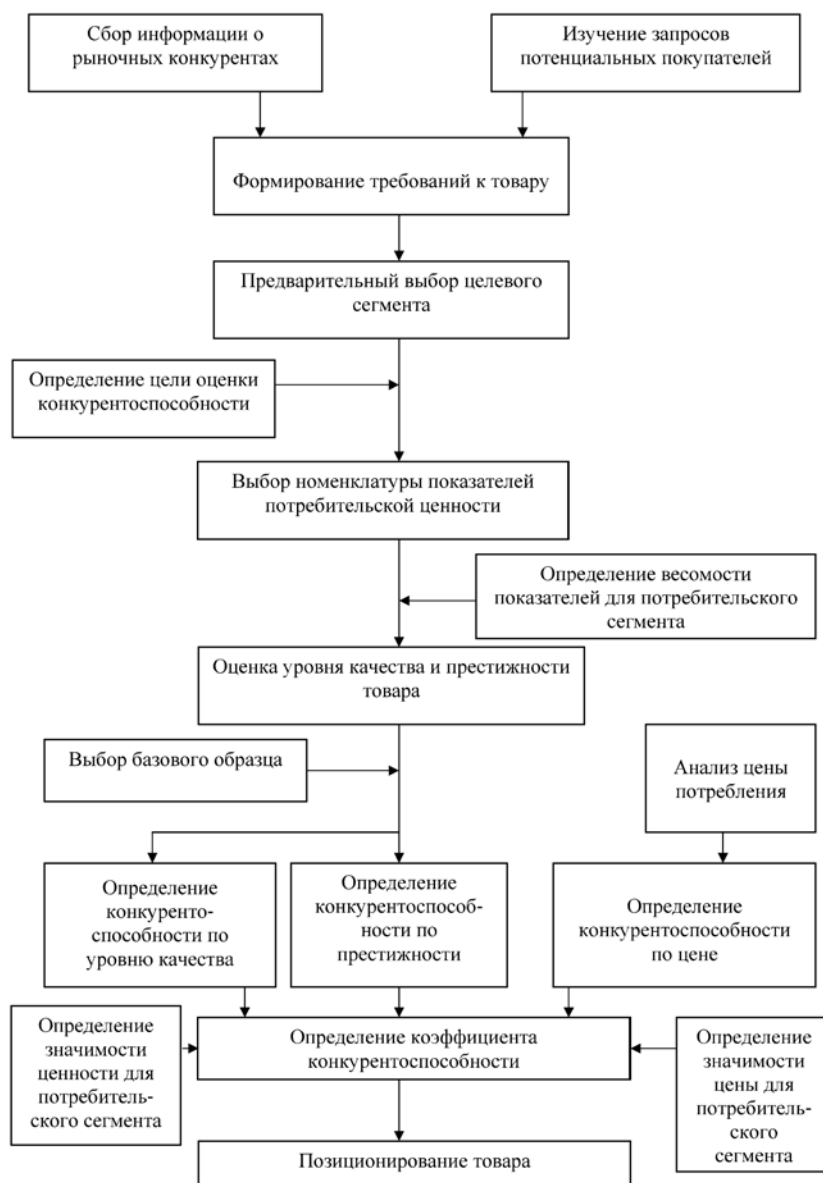 Сбор информации о
рыночных конкурентах
Изучение запросов
потенциальных покупателей
Формирование требований к товару
Предварительный выбор целевого
сегмента
Определение цели оценки
конкурентоспособности
Выбор номенклатуры показателей
потребительской ценности
Определение весомости
показателей для потребительского
сегмента
Оценка уровня качества и престижности
товара
Выбор базового образца
Анализ цены
потребления
Определение
конкуренто-
способности по
уровню качества
Определение
конкурентоспособ-
ности по
престижности
Определение
конкурентоспособности
по цене
Определение
значимости
ценности для
потребитель-
ского сегмента
Определение коэффициента
конкурентоспособности
Определение
значимости
цены для
потребитель-
ского
сегмента
Позиционирование товара